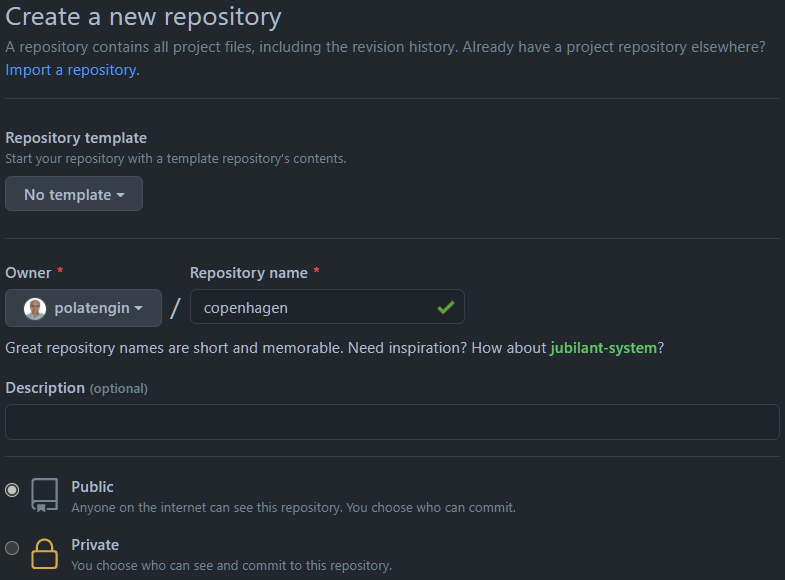 Create a new repository
A repository contains all project files, including the revision history. Already have a project repository elsewhere?
Import a repository.
Repository template
Start your repository with a template repository's contents.
No template
Owner * Repository name *
polatengin / copenhagen
Great repository names are short and memorable. Need inspiration? How about jubilant-system?
Description (optional)
Public
Anyone on the internet can see this repository. You choose who can commit.
Private
You choose who can see and commit to this repository.